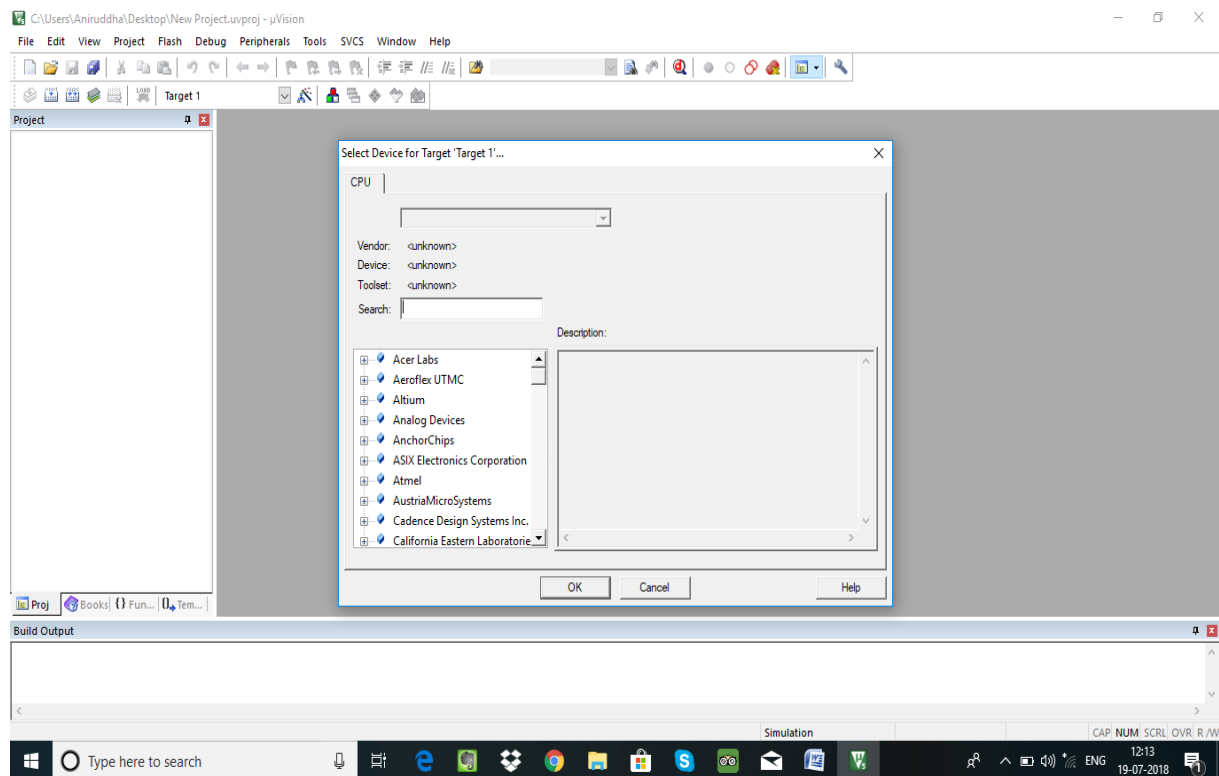 C:\Users\Aniruddha\Desktop\New Project.uvproj - µVision
File Edit View Project Flash Debug Peripherals Tools SVCS Window Help
LOAD Target 1
Project
Select Device for Target 'Target 1'...
CPU
Vendor: <unknown>
Device: <unknown>
Toolset: <unknown>
Search:
Description:
Acer Labs
Aeroflex UTMC
Altium
Analog Devices
AnchorChips
ASIX Electronics Corporation
Atmel
AustriaMicroSystems
Cadence Design Systems Inc.
California Eastern Laboratorie
OK Cancel Help
Proj Books {} Fun... Tem...
Build Output
Simulation CAP NUM SCRL OVR R/W
Type here to search ENG 12:13
19-07-2018